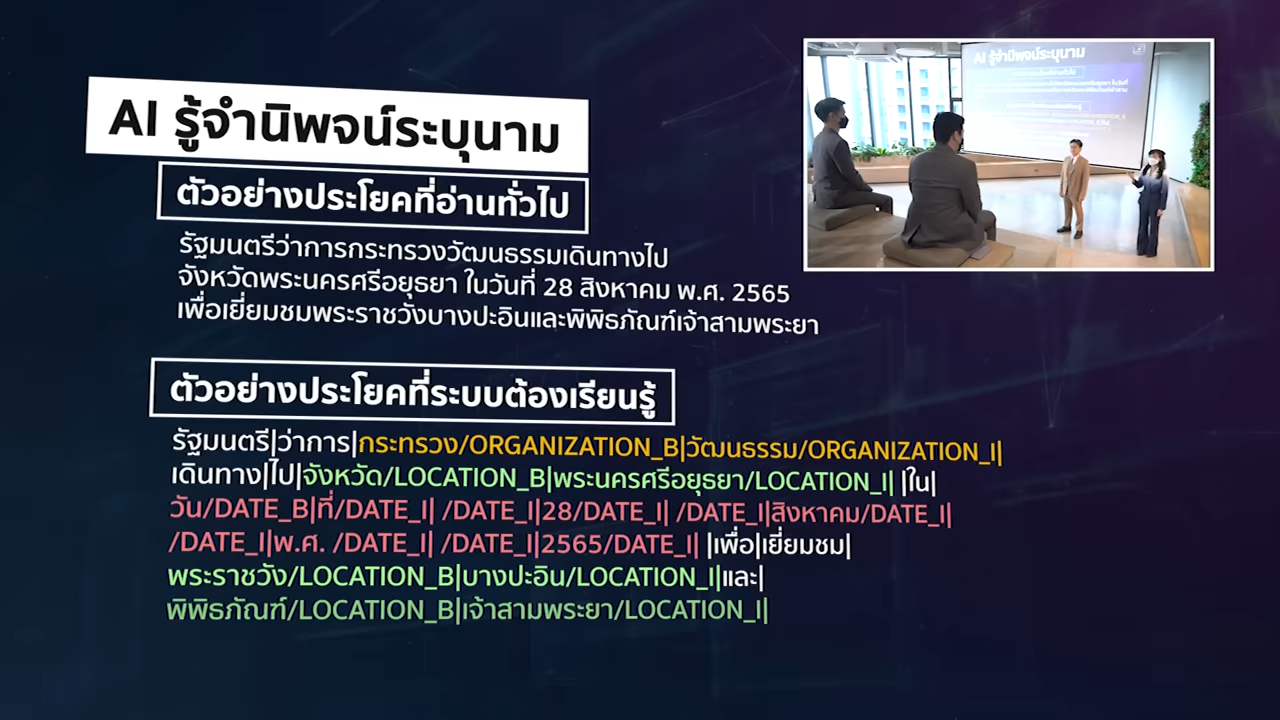 AI รู้จำนิพจน์ระบุนาม
ตัวอย่างประโยคที่อ่านทั่วไป
รัฐมนตรีว่าการกระทรวงวัฒนธรรมเดินทางไป
จังหวัดพระนครศรีอยุธยา ในวันที่ 28 สิงหาคม พ.ศ. 2565
เพื่อเยี่ยมชมพระราชวังบางปะอินและพิพิธภัณฑ์เจ้าสามพระยา
ตัวอย่างประโยคที่ระบบต้องเรียนรู้
รัฐมนตรี|ว่าการ|กระทรวง/ORGANIZATION_B|วัฒนธรรม/ORGANIZATION_I|
เดินทาง|ไป|จังหวัด/LOCATION_B|พระนครศรีอยุธยา/LOCATION_I| |ใน|
วัน/DATE_B|ที่/DATE_I| /DATE_I|28/DATE_I| /DATE_I|สิงหาคม/DATE_I|
/DATE_I|พ.ศ. /DATE_I| /DATE_I|2565/DATE_I| |เพื่อ|เยี่ยมชม|
พระราชวัง/LOCATION_B|บางปะอิน/LOCATION_I|และ|
พิพิธภัณฑ์/LOCATION_B|เจ้าสามพระยา/LOCATION_I|
AI รู้จำนิพจน์ระบุนาม